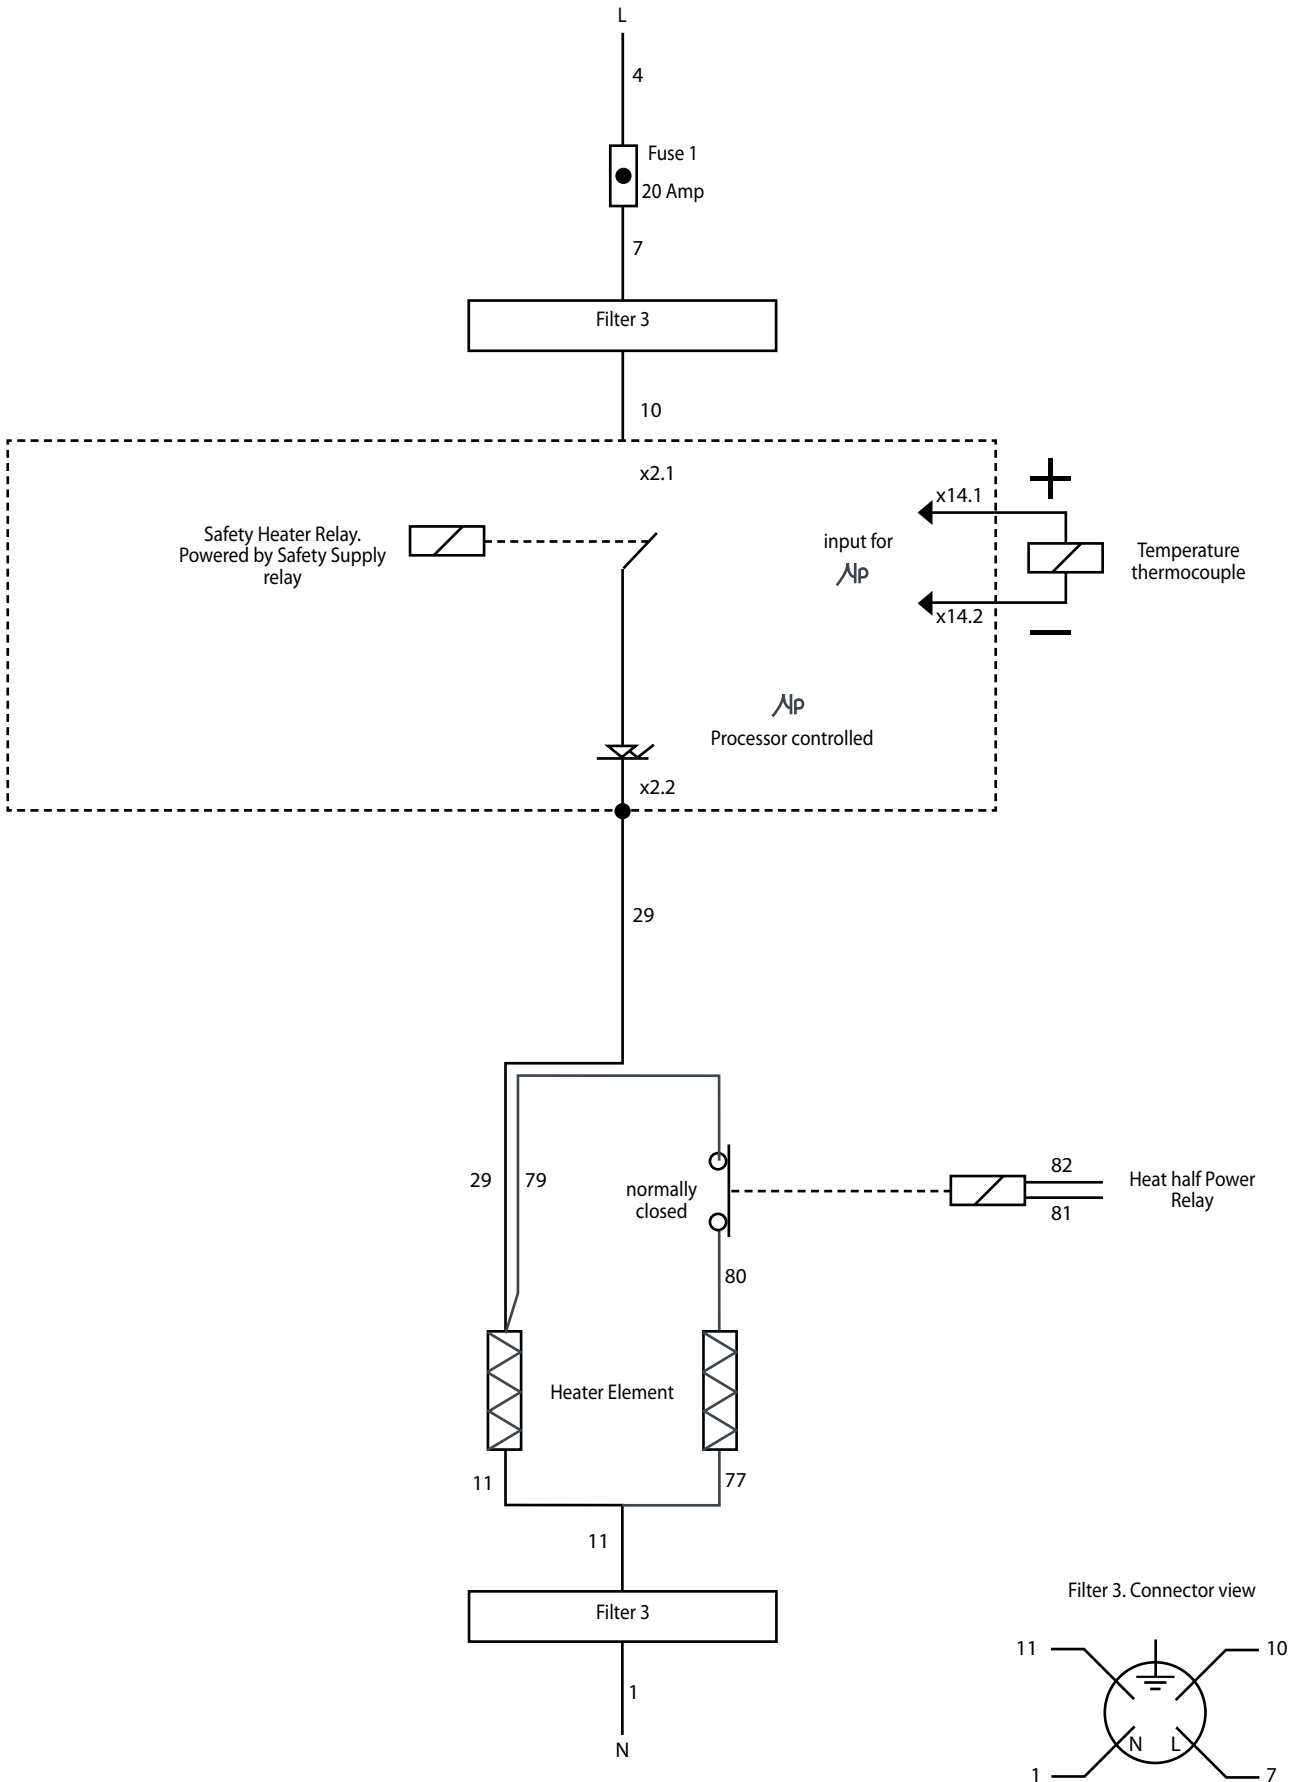 L
4
Fuse 1
20 Amp
7
Filter 3
10
x2.1
x14.1
Safety Heater Relay.
Powered by Safety Supply
relay
input for
μp
Temperature
thermocouple
x14.2
μp
Processor controlled
x2.2
29
29
79
normally
closed
82
81
Heat half Power
Relay
80
Heater Element
11
77
11
Filter 3
1
N
Filter 3. Connector view
11
10
N
L
1
7